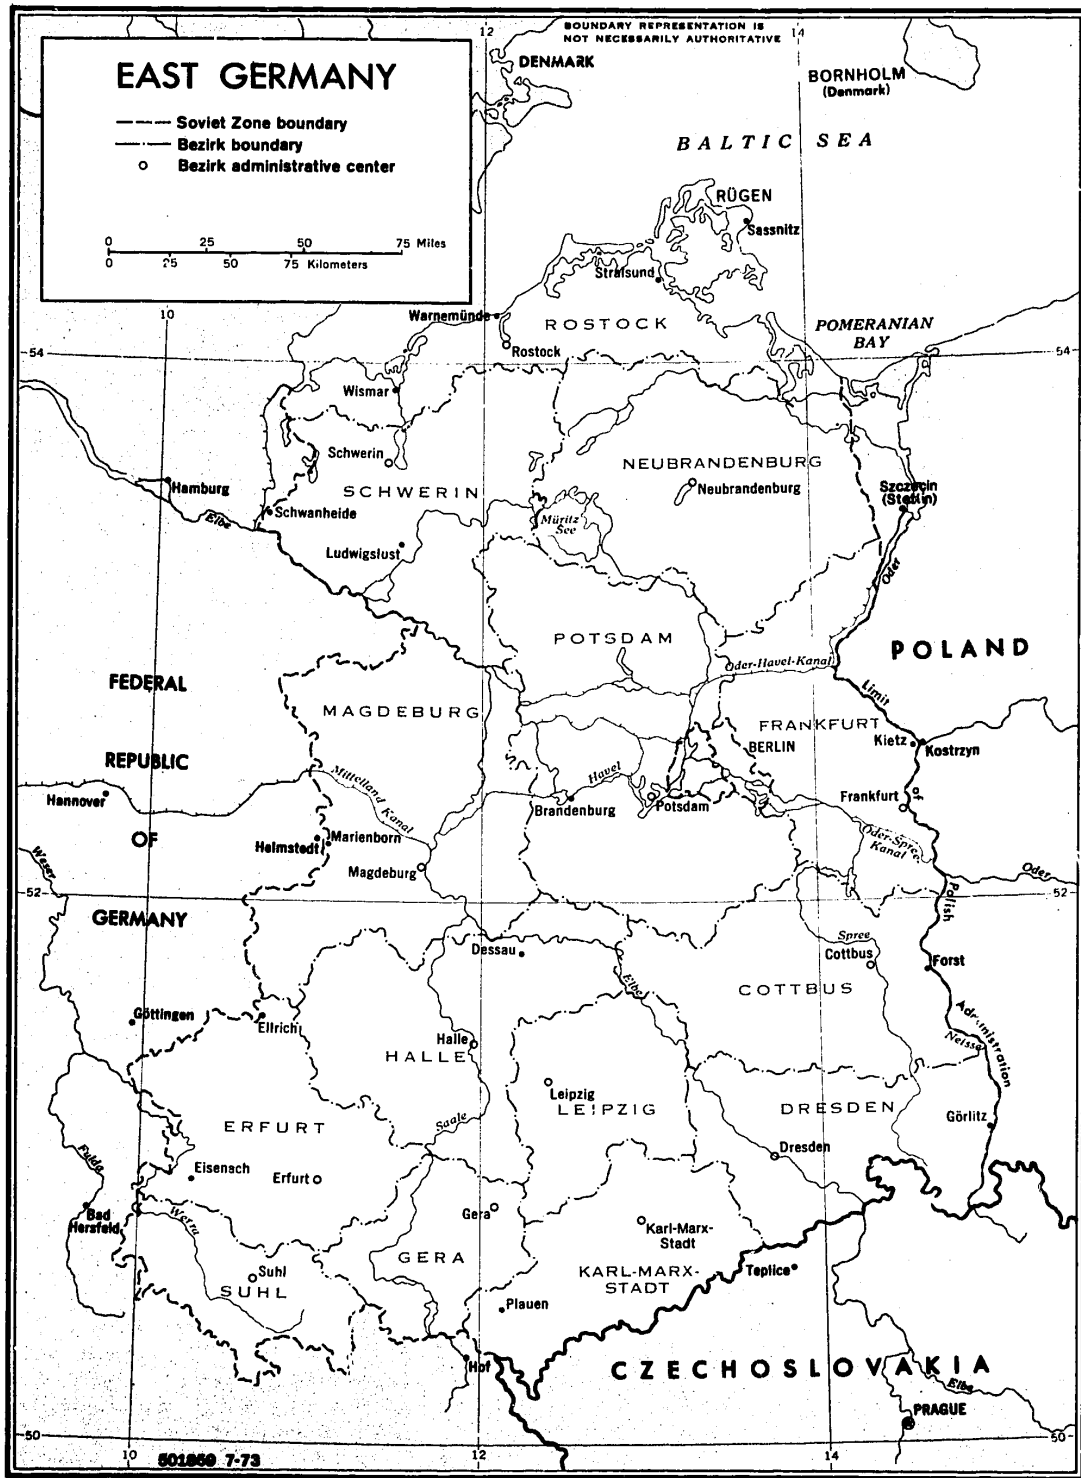 BOUNDARY REPRESENTATION IS
NOT NECESSARILY AUTHORITATIVE
12
14
EAST GERMANY
Soviet Zone boundary
Bezirk boundary
Bezirk administrative center
0 25 50 75 Miles
0 25 50 75 Kilometers
DENMARK
BORNHOLM
(Denmark)
BALTIC SEA
RÜGEN
Sassnitz
Stralsund
10
Warnemünde
ROSTOCK
POMERANIAN
BAY
Rostock
54
54
Wismar
Schwerin
NEUBRANDENBURG
SCHWERIN
Neubrandenburg
Szczecin
(Stettin)
Hamburg
Elbe
Schwanheide
Müritz
See
Ludwigslust
Oder
POTSDAM
POLAND
Oder-Havel-Kanal
FEDERAL
Limit
MAGDEBURG
FRANKFURT
BERLIN
Kietz
Kostrzyn
REPUBLIC
Mittelland Kanal
Havel
Hannover
Brandenburg
Potsdam
Frankfurt
of
OF
Helmstedt
Marienborn
Oder-Spree
Kanal
Weser
Magdeburg
Oder
52
52
Polish
GERMANY
Dessau
Spree
Cottbus
Forst
Elbe
COTTBUS
Göttingen
Ellrich
Administration
Neisse
Halle
HALLE
Leipzig
LEIPZIG
DRESDEN
Görlitz
ERFURT
Saale
Dresden
Fulda
Eisensch
Erfurt
Bad
Hersfeld
Werra
Gera
Karl-Marx-
Stadt
GERA
Suhl
SUHL
KARL-MARX-
STADT
Teplice
Plauen
Hof
CZECHOSLOVAKIA
Elbe
PRAGUE
50
50
10
12
14
501869 7-73